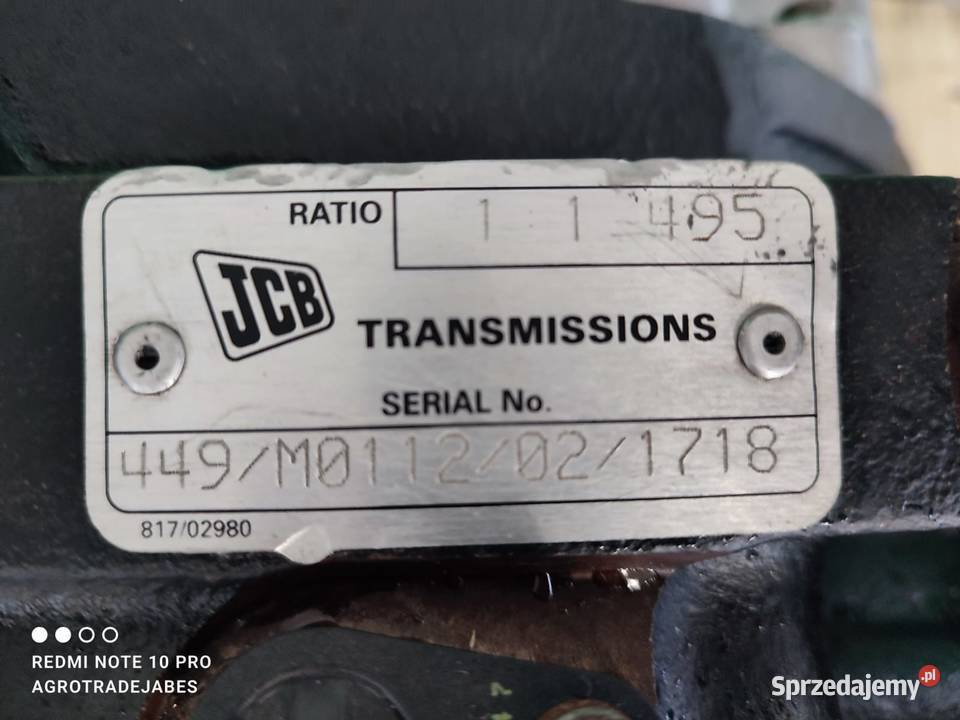 RATIO 1 1 495
JCB
TRANSMISSIONS
SERIAL No.
449/M0112/02/1718
817/02980
REDMI NOTE 10 PRO
AGROTRADEJABES
Sprzedajemy.pl